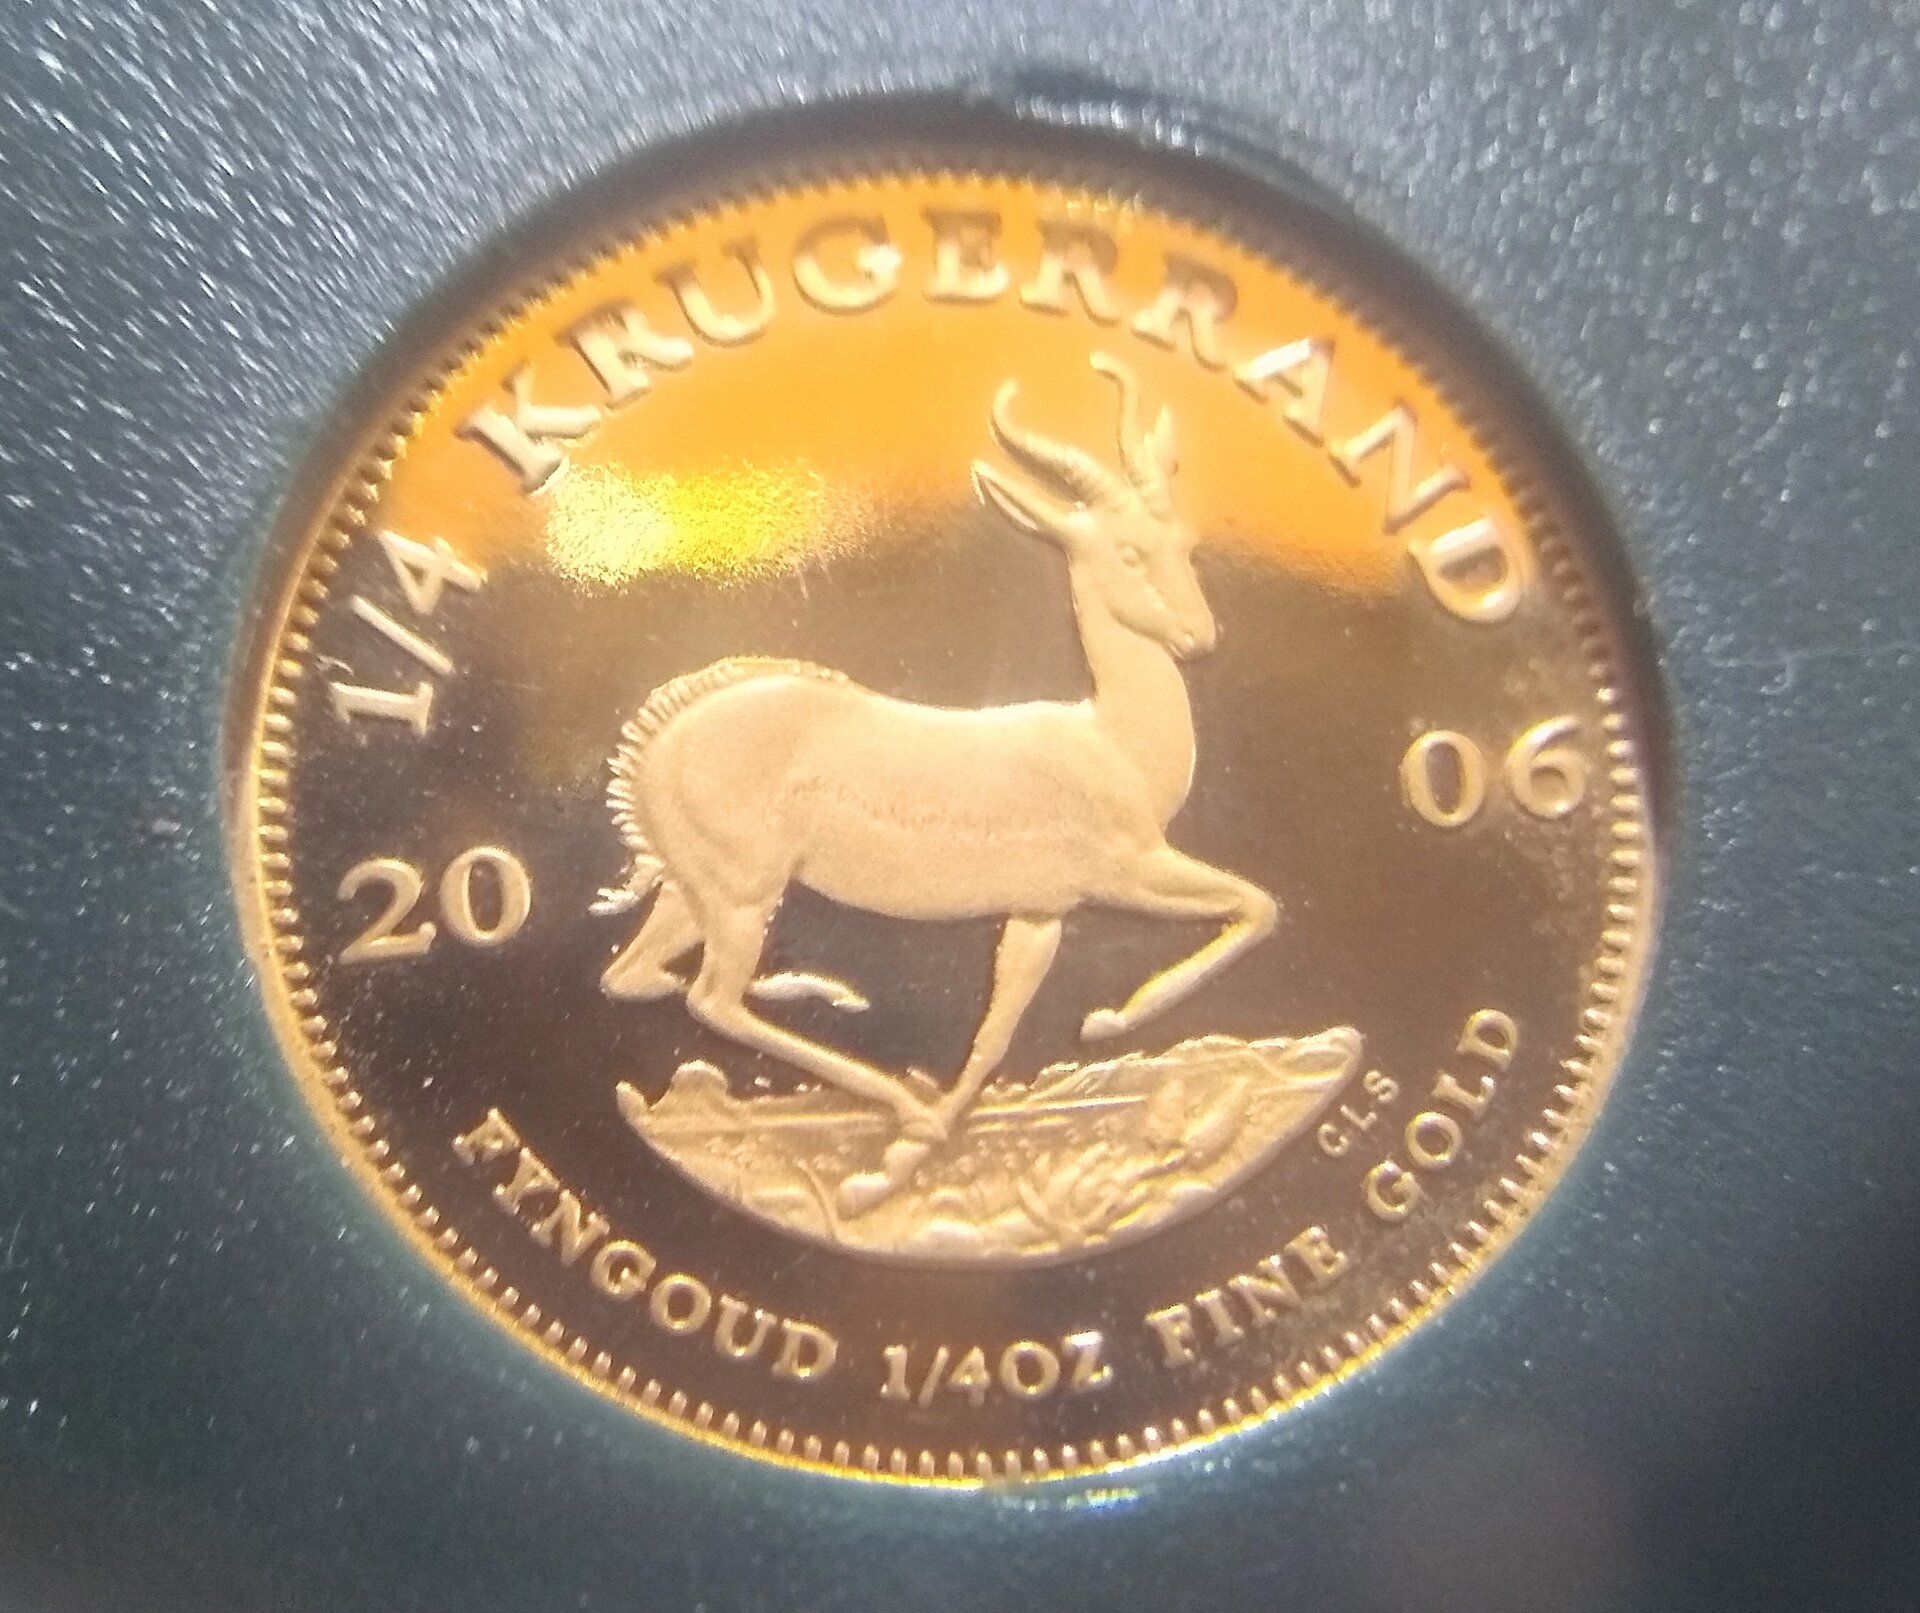 1/4 KRUGERRAND
20 06
CLS
FYNGOUD 1/4OZ FINE GOLD